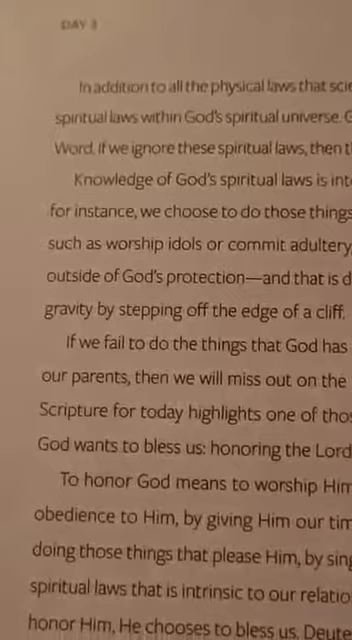 DAY 3
In addition to all the physical laws that
spiritual laws within God's spiritual universe.
Word. If we ignore these spiritual laws, then
Knowledge of God's spiritual laws is
for instance, we choose to do those things
such as worship idols or commit adultery,
outside of God's protection—and that is
gravity by stepping off the edge of a cliff.
If we fail to do the things that God has
our parents, then we will miss out on the
Scripture for today highlights one of
God wants to bless us: honoring the Lord
To honor God means to worship Him
obedience to Him, by giving Him our
doing those things that please Him, by
spiritual laws that is intrinsic to our
honor Him, He chooses to bless us.